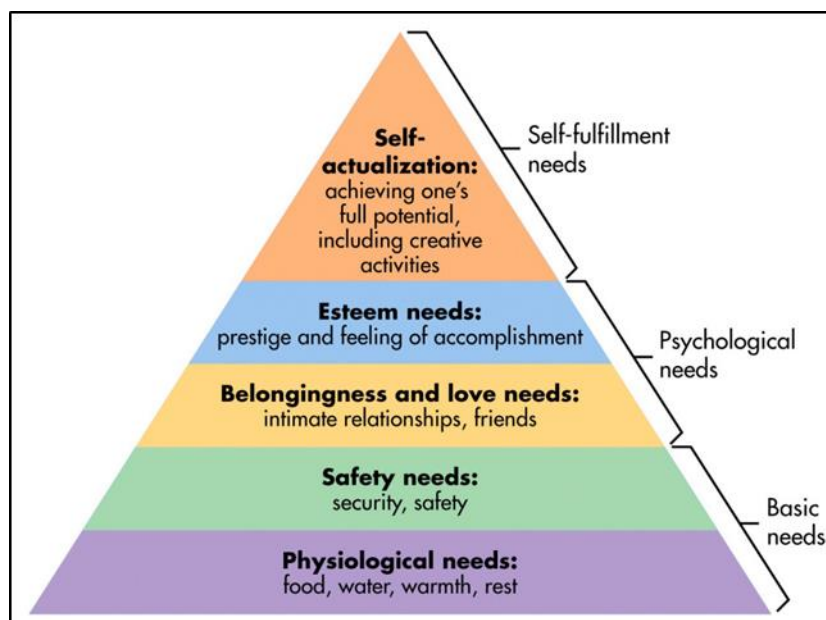 Self-
actualization:
achieving one's
full potential,
including creative
activities
Self-fulfillment
needs
Esteem needs:
prestige and feeling of accomplishment
Psychological
needs
Belongingness and love needs:
intimate relationships, friends
Safety needs:
security, safety
Basic
needs
Physiological needs:
food, water, warmth, rest